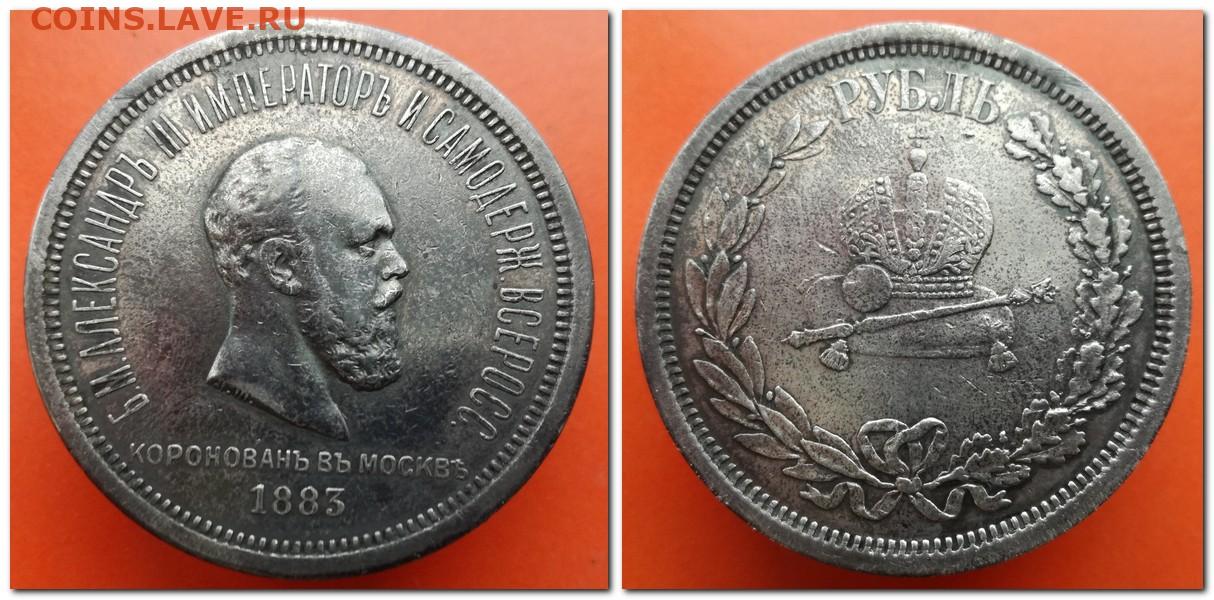 COINS.LAVE.RU
Б.М.АЛЕКСАНДРЪ III ИМПЕРАТОРЪ И САМОДЕРЖ.ВСЕРОСС.
КОРОНОВАНЪ ВЪ МОСКВѢ
1883
РУБЛЬ